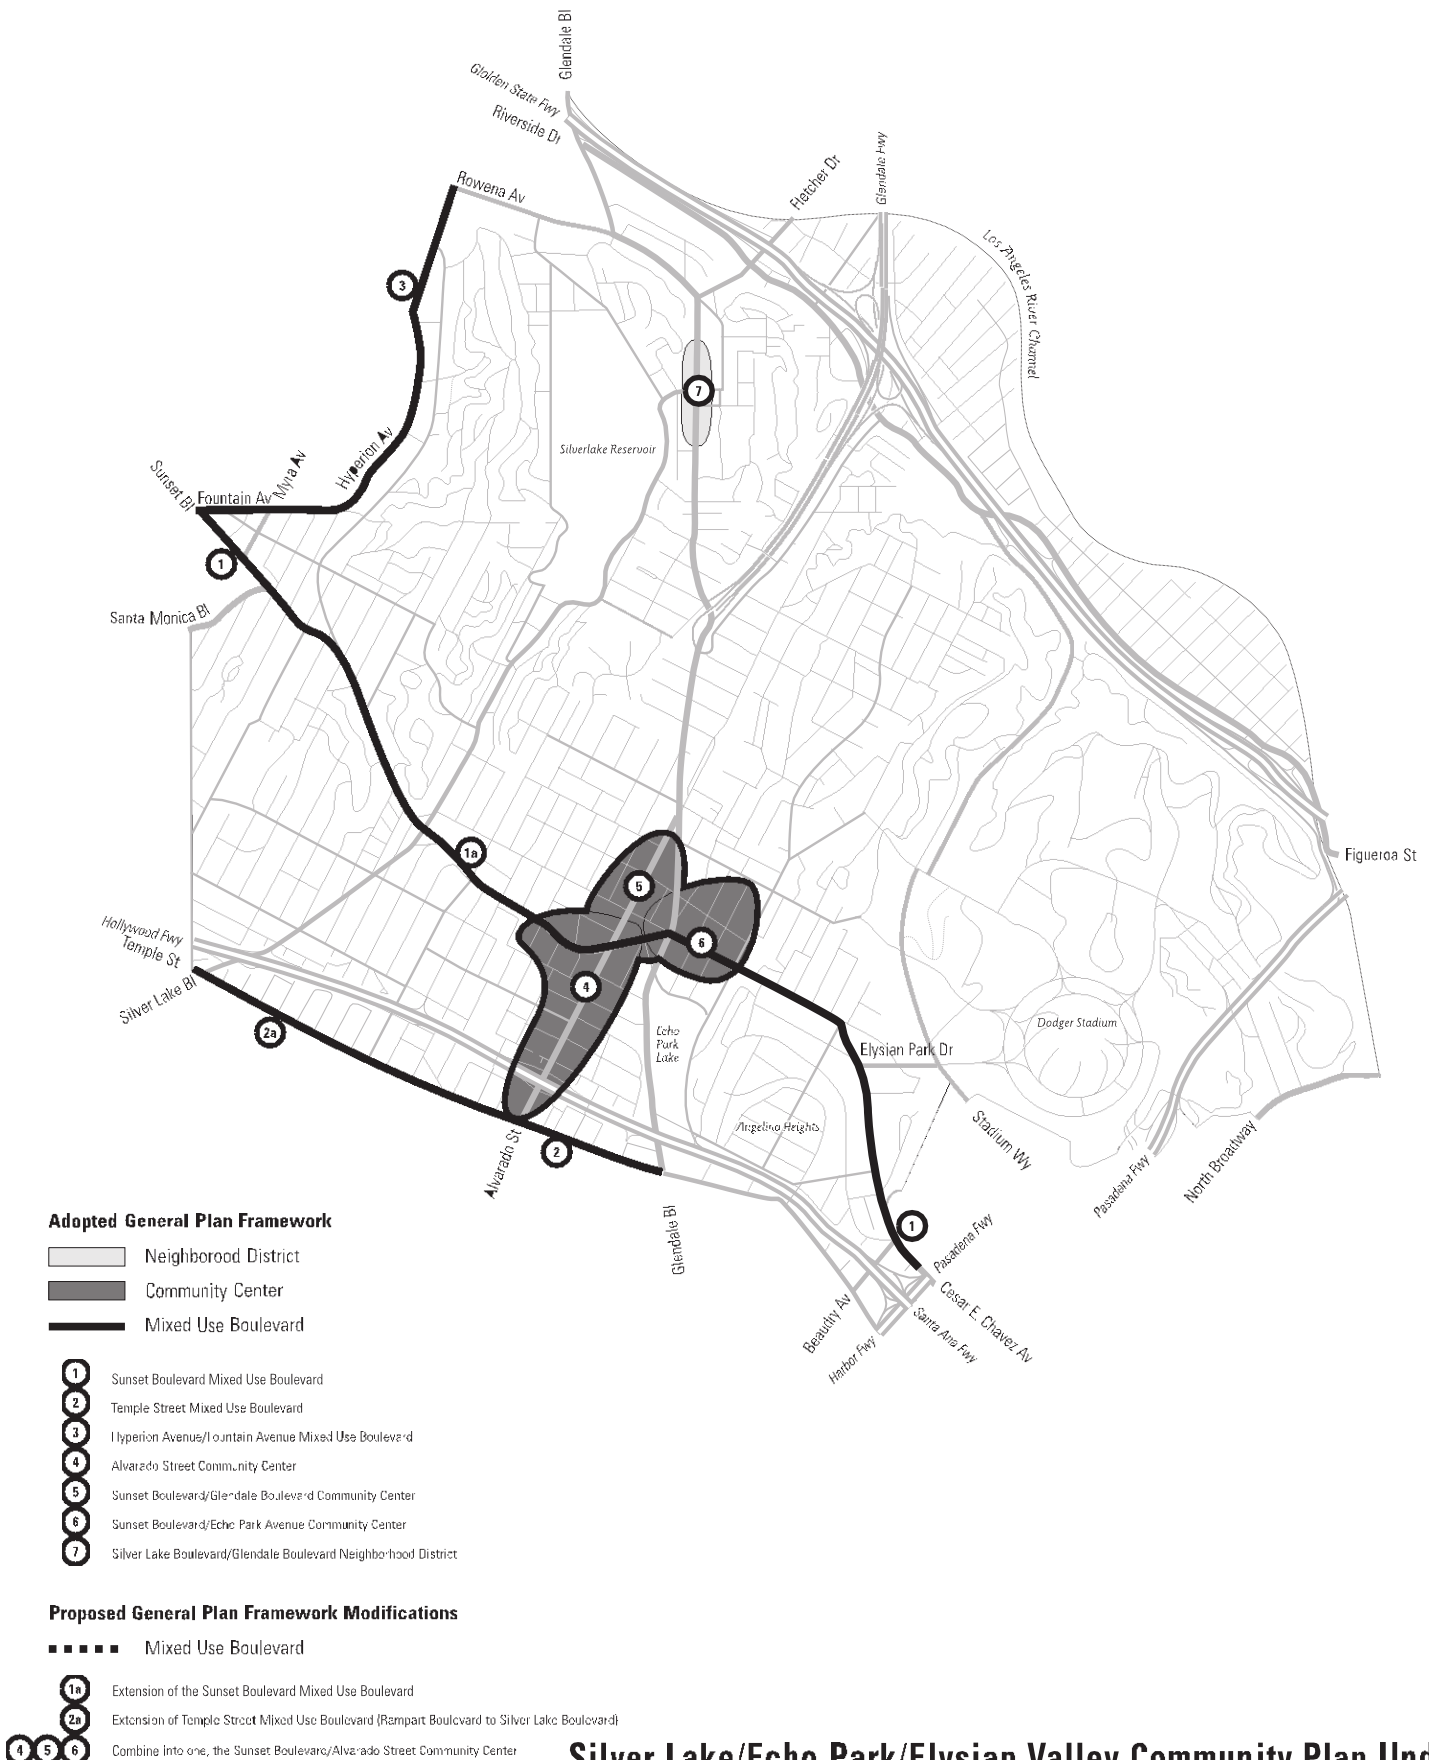 Glendale Bl
Glolden State Fwy
Riverside Dr
Rowena Av
Fletcher Dr
Glendale Fwy
Los Angeles River Channel
3
7
Silverlake Reservoir
Hyperion Av
Myra Av
Sunset Bl
Fountain Av
1
Santa Monica Bl
1a
5
Figueroa St
6
Hollywood Fwy
Temple St
Silver Lake Bl
4
2a
Echo
Park
Lake
Dodger Stadium
Elysian Park Dr
Angelino Heights
Stadium Wy
Alvarado St
2
Pasadena Fwy
North Broadway
Glendale Bl
1
Pasadena Fwy
Cesar E. Chavez Av
Beaudry Av
Santa Ana Fwy
Harbor Fwy
Adopted General Plan Framework
Neighborood District
Community Center
Mixed Use Boulevard
1 Sunset Boulevard Mixed Use Boulevard
2 Temple Street Mixed Use Boulevard
3 Hyperion Avenue/Fountain Avenue Mixed Use Boulevard
4 Alvarado Street Community Center
5 Sunset Boulevard/Glendale Boulevard Community Center
6 Sunset Boulevard/Echo Park Avenue Community Center
7 Silver Lake Boulevard/Glendale Boulevard Neighborhood District
Proposed General Plan Framework Modifications
Mixed Use Boulevard
1a Extension of the Sunset Boulevard Mixed Use Boulevard
2a Extension of Temple Street Mixed Use Boulevard (Rampart Boulevard to Silver Lake Boulevard)
4 5 6 Combine into one, the Sunset Boulevard/Alvarado Street Community Center
Silver Lake/Echo Park/Elysian Valley Community Plan